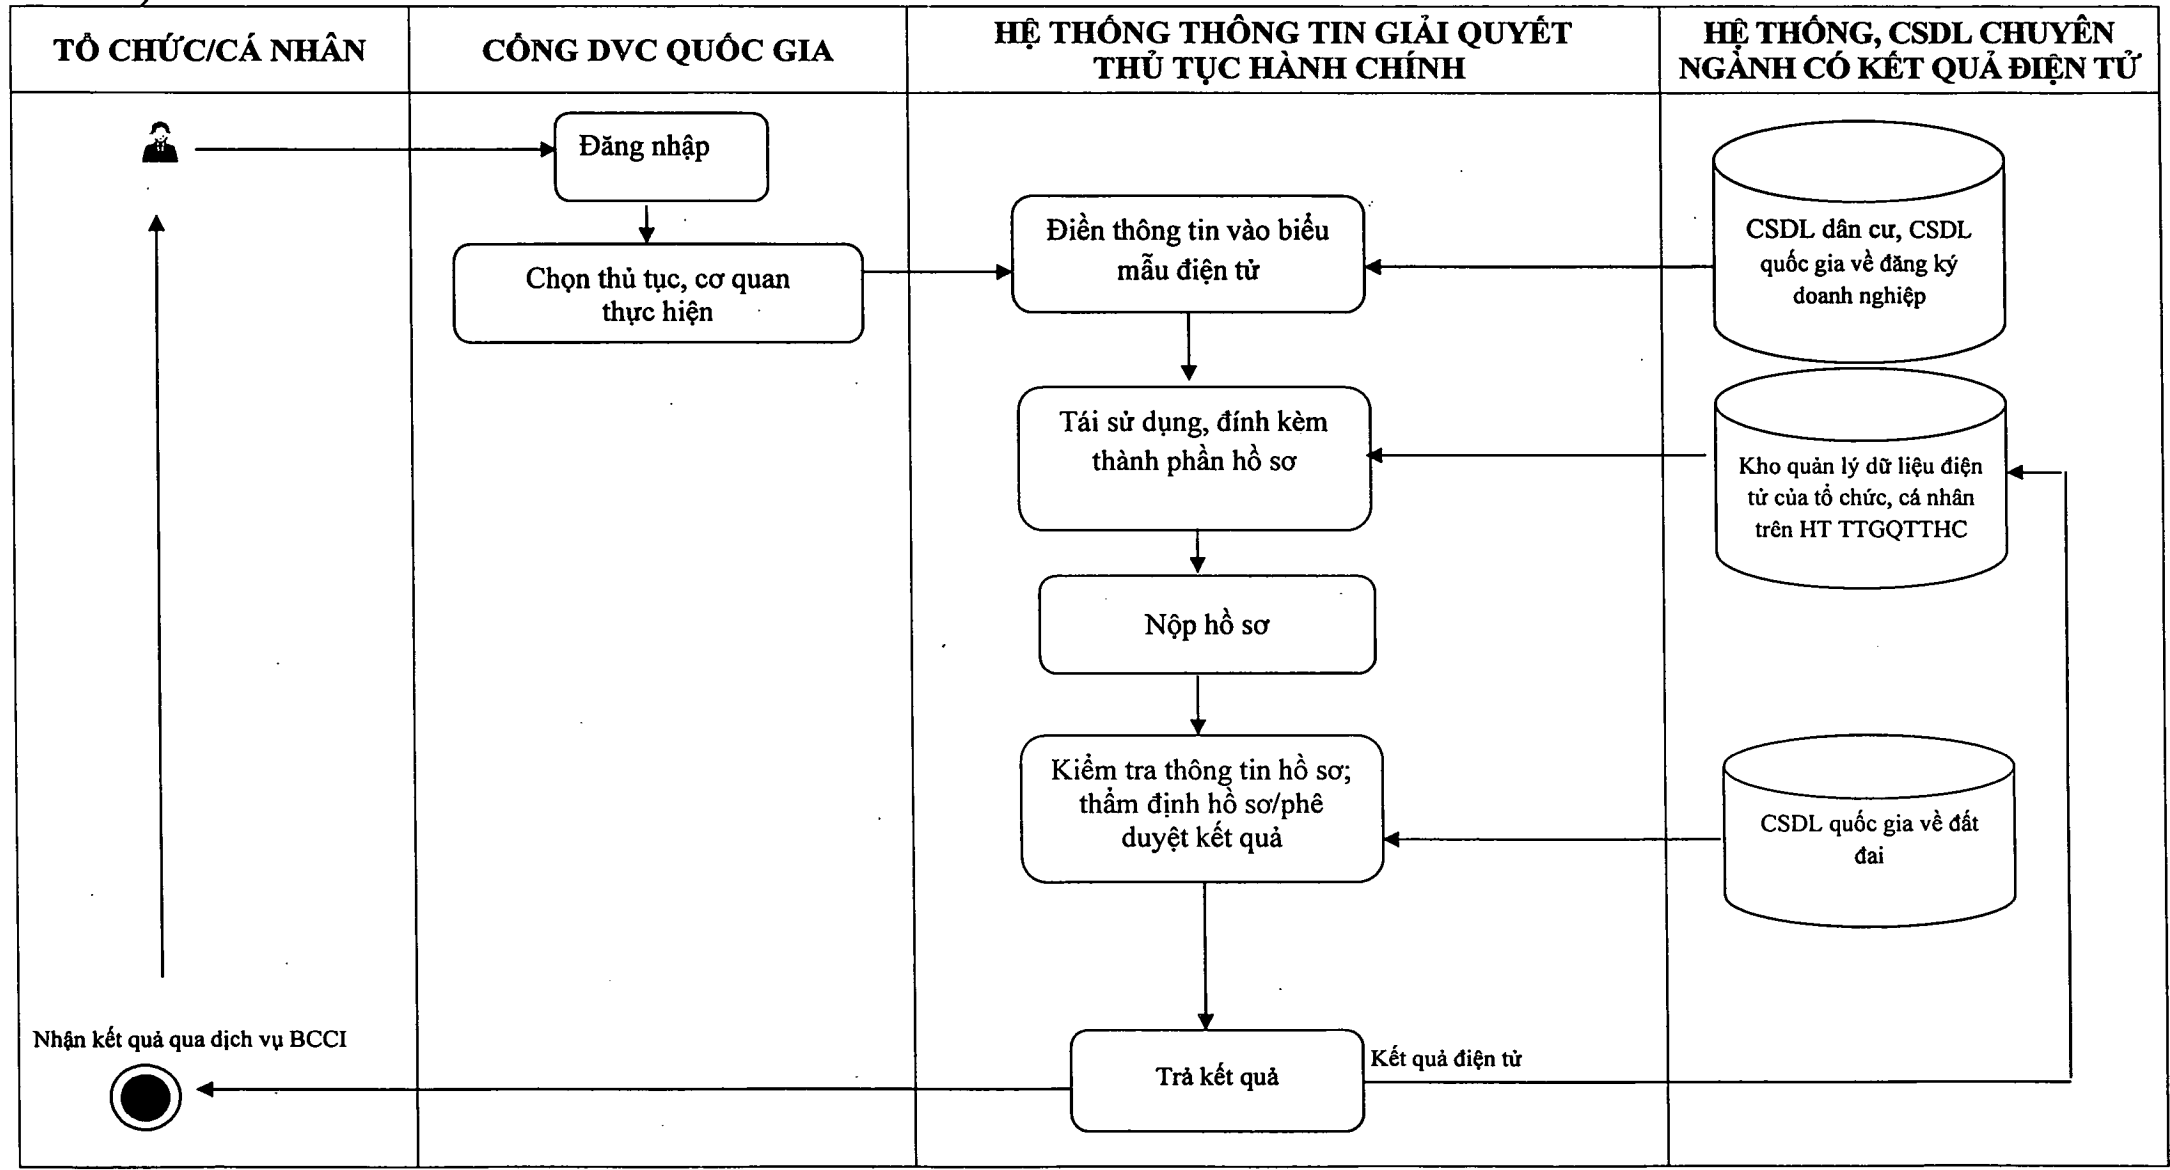 TỔ CHỨC/CÁ NHÂN
CỔNG DVC QUỐC GIA
HỆ THỐNG THÔNG TIN GIẢI QUYẾT
THỦ TỤC HÀNH CHÍNH
HỆ THỐNG, CSDL CHUYÊN
NGÀNH CÓ KẾT QUẢ ĐIỆN TỬ
Đăng nhập
Chọn thủ tục, cơ quan
thực hiện
Điền thông tin vào biểu
mẫu điện tử
CSDL dân cư, CSDL
quốc gia về đăng ký
doanh nghiệp
Tái sử dụng, đính kèm
thành phần hồ sơ
Kho quản lý dữ liệu điện
tử của tổ chức, cá nhân
trên HT TTGQTTHC
Nộp hồ sơ
Kiểm tra thông tin hồ sơ;
thẩm định hồ sơ/phê
duyệt kết quả
CSDL quốc gia về đất
đai
Nhận kết quả qua dịch vụ BCCI
Trả kết quả
Kết quả điện tử